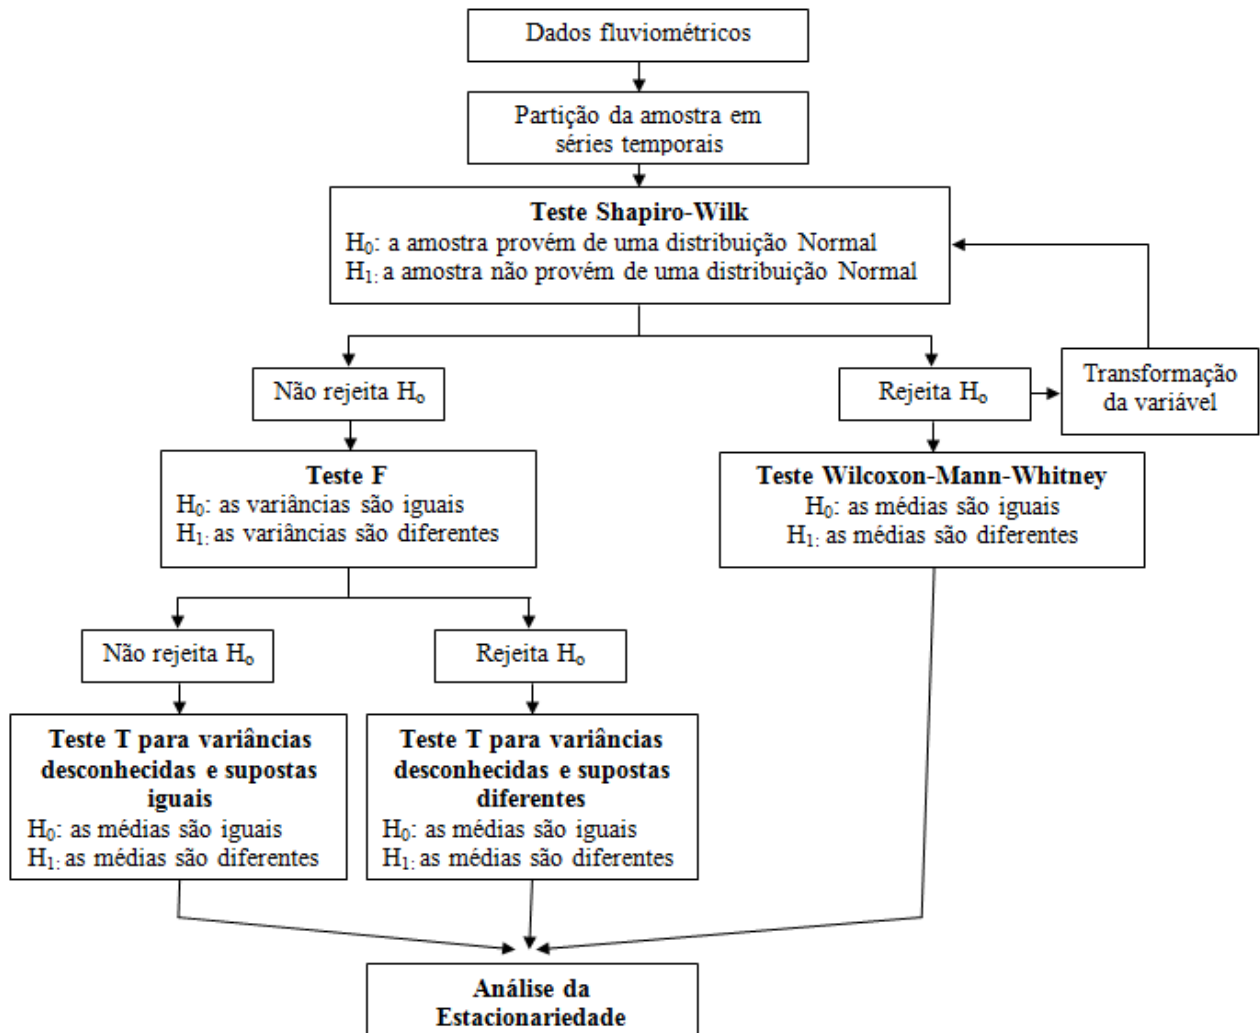 Dados fluviométricos
Partição da amostra em
séries temporais
Teste Shapiro-Wilk
H₀: a amostra provém de uma distribuição Normal
H₁: a amostra não provém de uma distribuição Normal
Não rejeita Hₒ
Rejeita Hₒ
Transformação
da variável
Teste F
H₀: as variâncias são iguais
H₁: as variâncias são diferentes
Teste Wilcoxon-Mann-Whitney
H₀: as médias são iguais
H₁: as médias são diferentes
Não rejeita Hₒ
Rejeita Hₒ
Teste T para variâncias
desconhecidas e supostas
iguais
H₀: as médias são iguais
H₁: as médias são diferentes
Teste T para variâncias
desconhecidas e supostas
diferentes
H₀: as médias são iguais
H₁: as médias são diferentes
Análise da
Estacionariedade